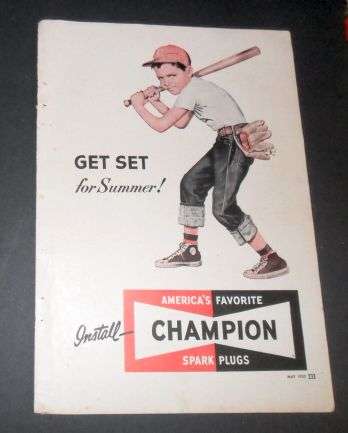 GET SET
for Summer!
AMERICA'S FAVORITE
Install—
CHAMPION
SPARK PLUGS